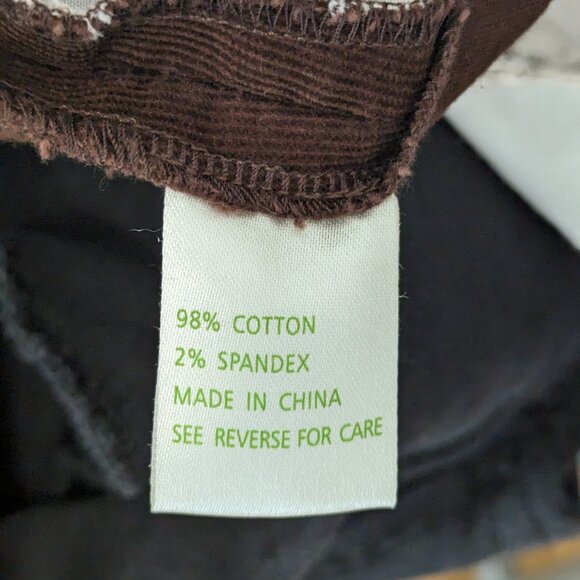 98% COTTON
2% SPANDEX
MADE IN CHINA
SEE REVERSE FOR CARE